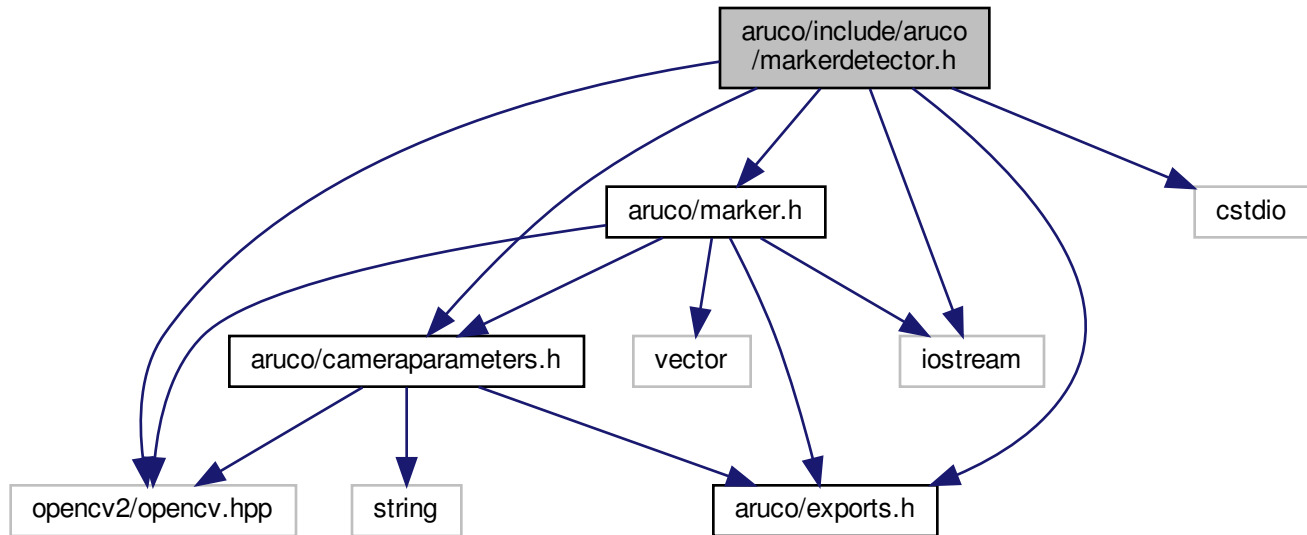 aruco/include/aruco
/markerdetector.h
aruco/marker.h
cstdio
aruco/cameraparameters.h
vector
iostream
opencv2/opencv.hpp
string
aruco/exports.h